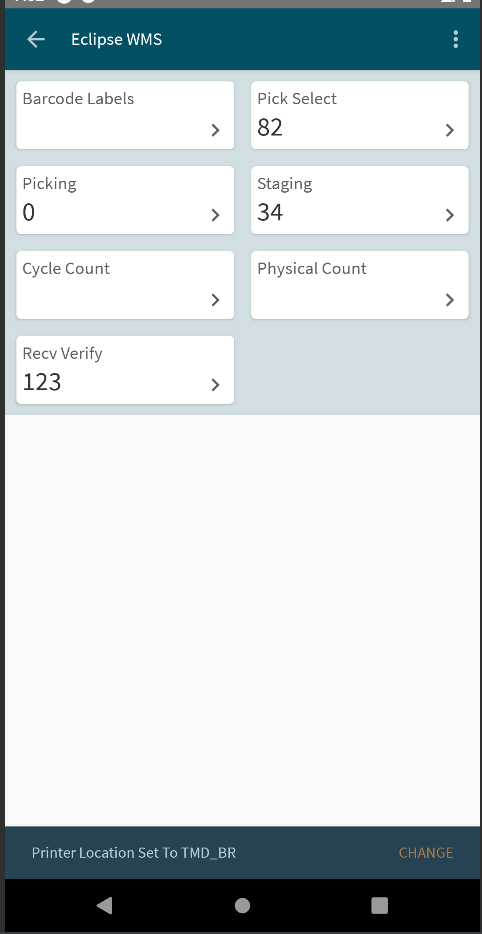 Eclipse WMS
Barcode Labels
Pick Select
82
Picking
0
Staging
34
Cycle Count
Physical Count
Recv Verify
123
Printer Location Set To TMD_BR
CHANGE